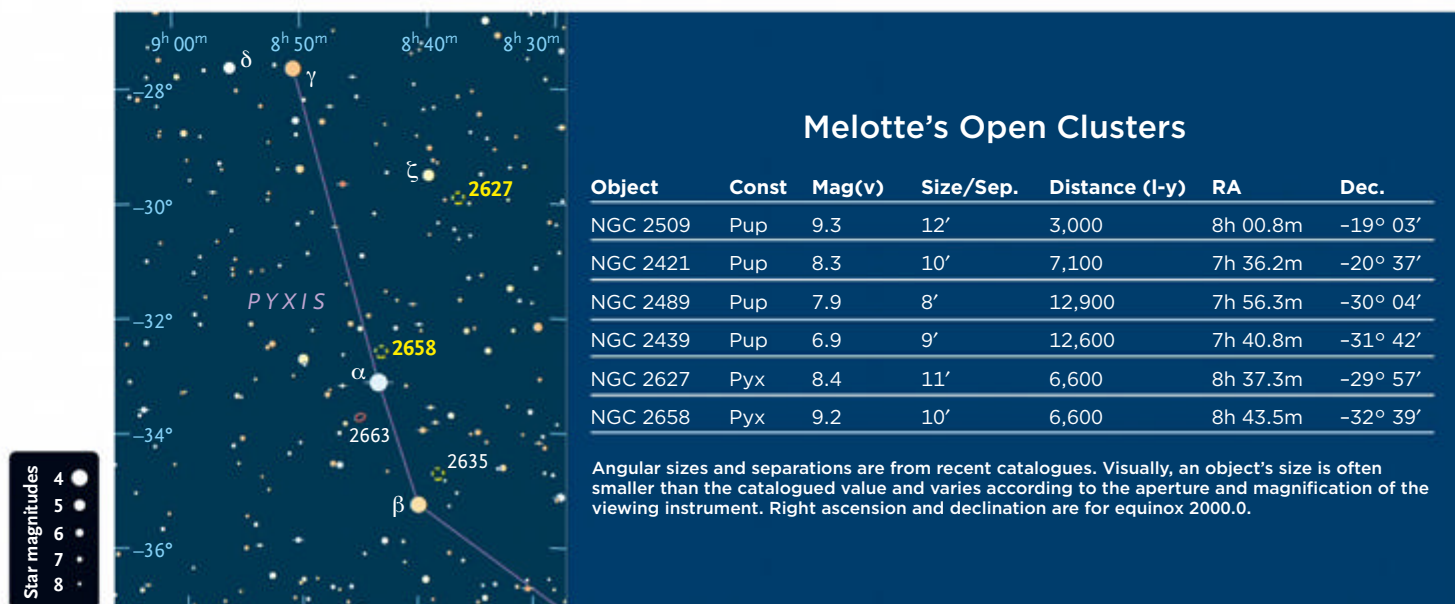 9h 00m 8h 50m 8h 40m 8h 30m
δ γ
–28°
ζ
2627
–30°
PYXIS
–32°
2658
α
2663
–34°
2635
β
–36°
Star magnitudes
4
5
6
7
8
Melotte's Open Clusters
Object Const Mag(v) Size/Sep. Distance (l-y) RA Dec.
NGC 2509 Pup 9.3 12′ 3,000 8h 00.8m –19° 03′
NGC 2421 Pup 8.3 10′ 7,100 7h 36.2m –20° 37′
NGC 2489 Pup 7.9 8′ 12,900 7h 56.3m –30° 04′
NGC 2439 Pup 6.9 9′ 12,600 7h 40.8m –31° 42′
NGC 2627 Pyx 8.4 11′ 6,600 8h 37.3m –29° 57′
NGC 2658 Pyx 9.2 10′ 6,600 8h 43.5m –32° 39′
Angular sizes and separations are from recent catalogues. Visually, an object's size is often
smaller than the catalogued value and varies according to the aperture and magnification of the
viewing instrument. Right ascension and declination are for equinox 2000.0.